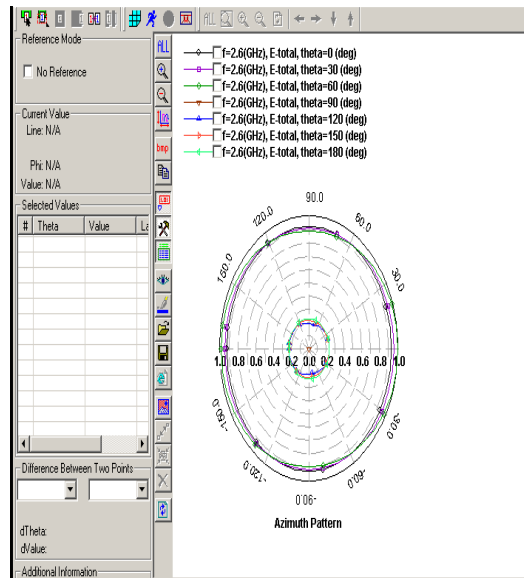 ALL
Reference Mode
No Reference
Current Value
Line: N/A
Phi: N/A
Value: N/A
Selected Values
# Theta Value
Difference Between Two Points
dTheta:
dValue:
Additional Information
ALL
bmp
f=2.6(GHz), E-total, theta=0 (deg)
f=2.6(GHz), E-total, theta=30 (deg)
f=2.6(GHz), E-total, theta=60 (deg)
f=2.6(GHz), E-total, theta=90 (deg)
f=2.6(GHz), E-total, theta=120 (deg)
f=2.6(GHz), E-total, theta=150 (deg)
f=2.6(GHz), E-total, theta=180 (deg)
90.0
120.0 60.0
150.0 30.0
1.0 0.8 0.6 0.4 0.2 0.0 0.2 0.4 0.6 0.8 1.0
-150.0 -30.0
-120.0 -60.0
-90.0
Azimuth Pattern